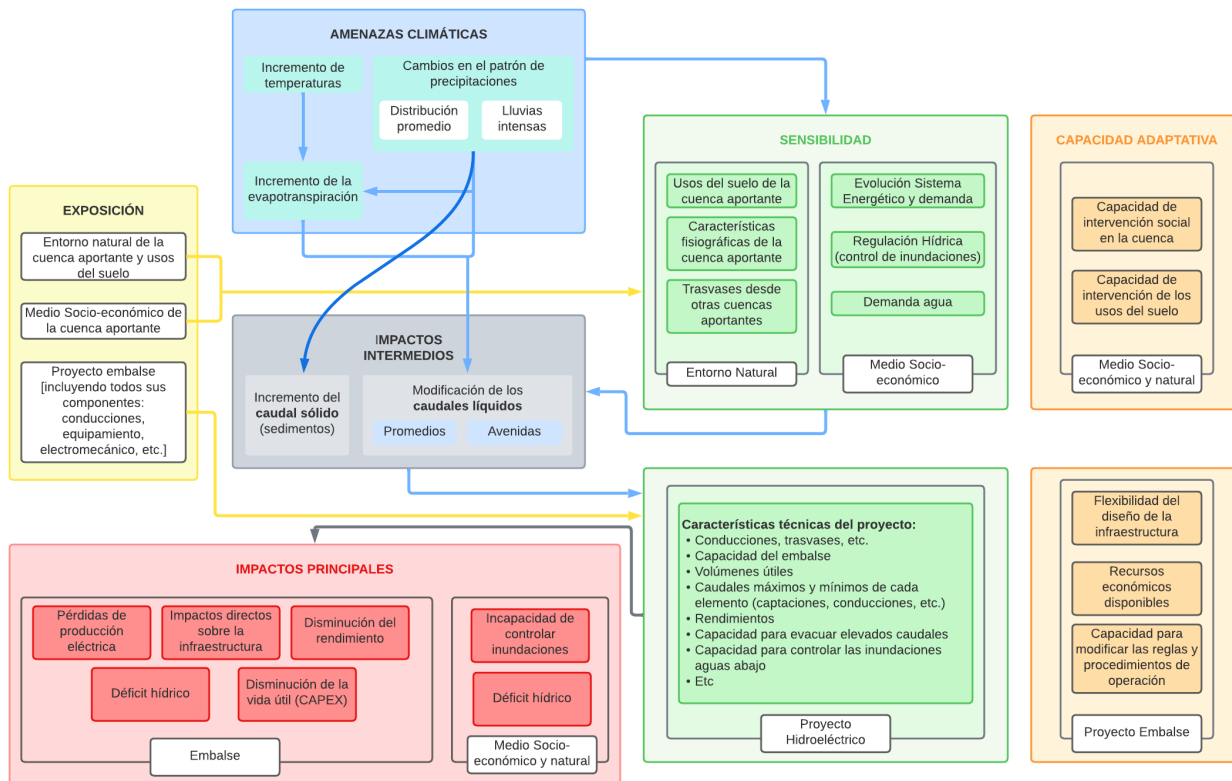 AMENAZAS CLIMÁTICAS
Incremento de
temperaturas
Cambios en el patrón de
precipitaciones
Distribución
promedio
Lluvias
intensas
Incremento de la
evapotranspiración
EXPOSICIÓN
Entorno natural de la
cuenca aportante y usos
del suelo
Medio Socio-económico de
la cuenca aportante
Proyecto embalse
[incluyendo todos sus
componentes:
conducciones,
equipamiento,
electromecánico, etc.]
IMPACTOS
INTERMEDIOS
Incremento del
caudal sólido
(sedimentos)
Modificación de los
caudales líquidos
Promedios
Avenidas
SENSIBILIDAD
Usos del suelo de la
cuenca aportante
Características
fisiográficas de la
cuenca aportante
Trasvases desde
otras cuencas
aportantes
Entorno Natural
Evolución Sistema
Energético y demanda
Regulación Hídrica
(control de inundaciones)
Demanda agua
Medio Socio-
económico
CAPACIDAD ADAPTATIVA
Capacidad de
intervención social
en la cuenca
Capacidad de
intervención de los
usos del suelo
Medio Socio-
económico y natural
Características técnicas del proyecto:
• Conducciones, trasvases, etc.
• Capacidad del embalse
• Volúmenes útiles
• Caudales máximos y mínimos de cada
elemento (captaciones, conducciones, etc.)
• Rendimientos
• Capacidad para evacuar elevados caudales
• Capacidad para controlar las inundaciones
aguas abajo
• Etc
Proyecto
Hidroeléctrico
Flexibilidad del
diseño de la
infraestructura
Recursos
económicos
disponibles
Capacidad para
modificar las reglas y
procedimientos de
operación
Proyecto Embalse
IMPACTOS PRINCIPALES
Pérdidas de
producción
eléctrica
Impactos directos
sobre la
infraestructura
Disminución del
rendimiento
Déficit hídrico
Disminución de la
vida útil (CAPEX)
Embalse
Incapacidad de
controlar
inundaciones
Déficit hídrico
Medio Socio-
económico y natural